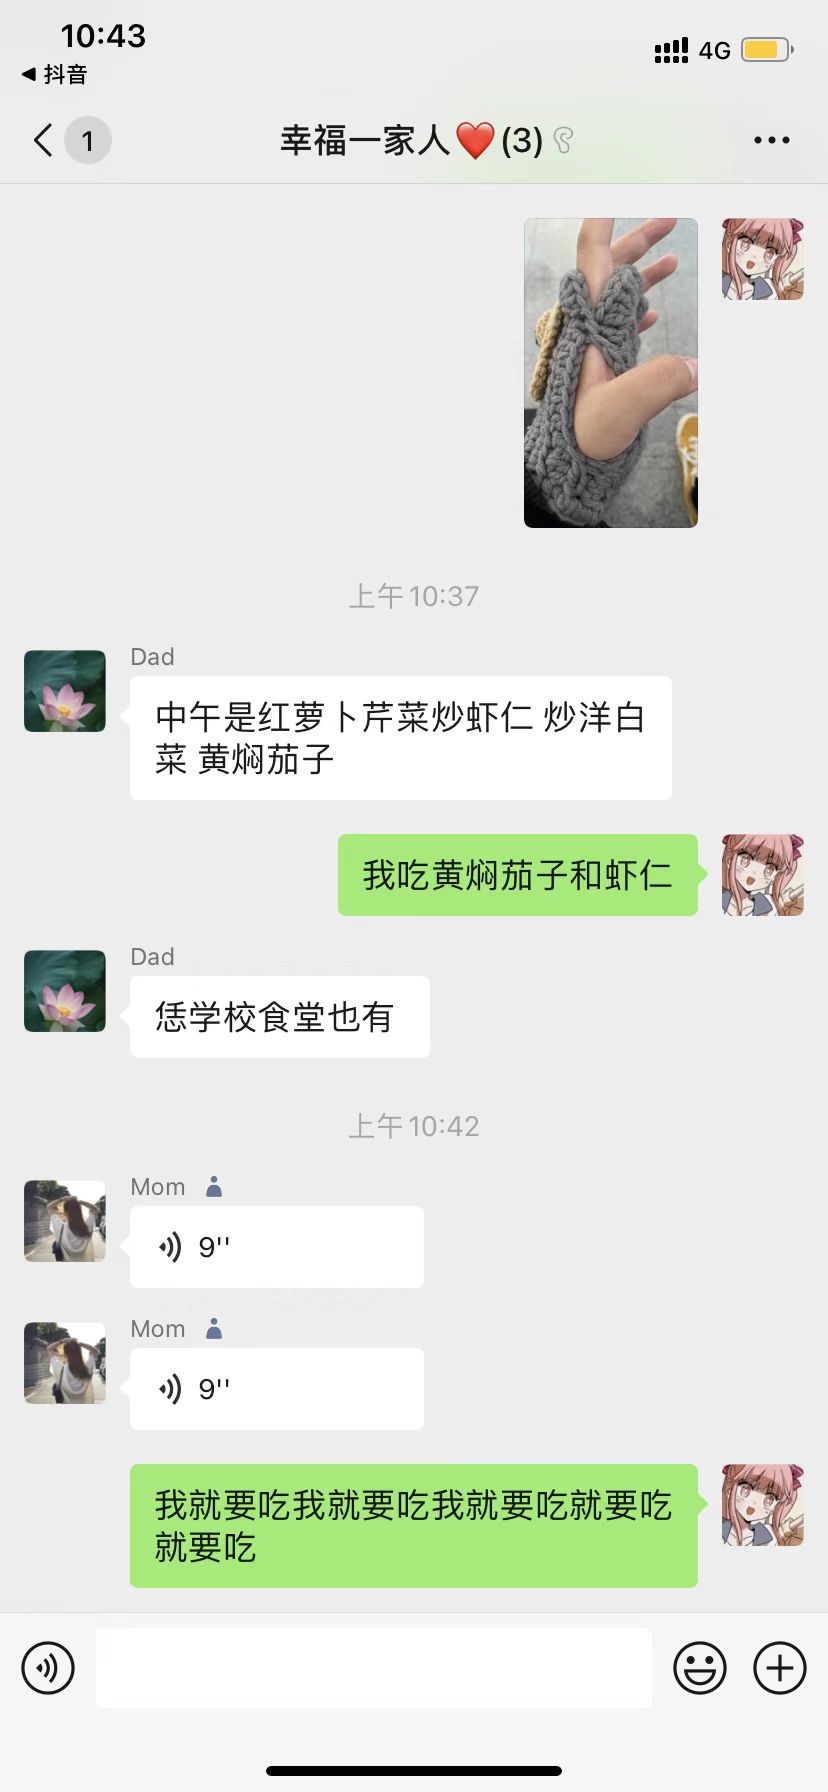 10:43
4G
抖音
1
幸福一家人❤️(3)
上午10:37
Dad
中午是红萝卜芹菜炒虾仁 炒洋白
菜 黄焖茄子
我吃黄焖茄子和虾仁
Dad
恁学校食堂也有
上午10:42
Mom
9''
Mom
9''
我就要吃我就要吃我就要吃就要吃
就要吃